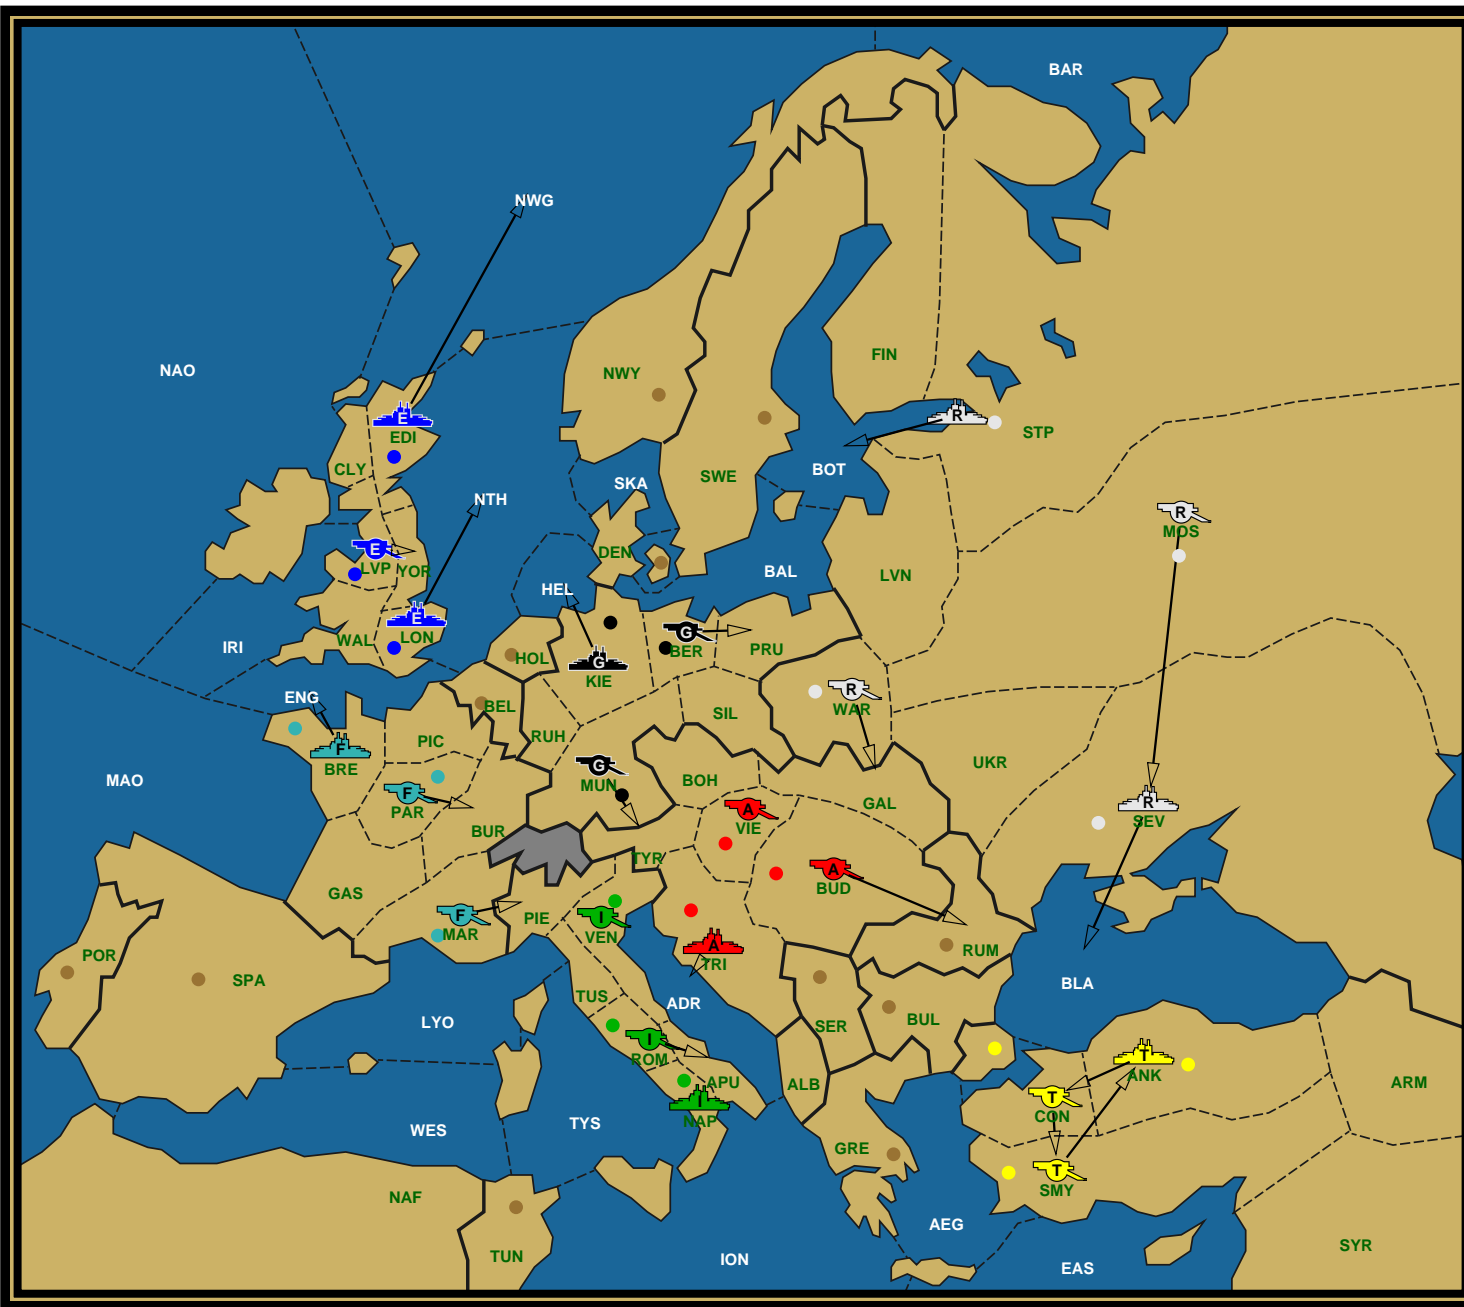 BAR
NWG
NAO
FIN
NWY
E
EDI
R
STP
CLY
SWE
BOT
SKA
NTH
R
MOS
E
LVP
YOR
DEN
BAL
LVN
HEL
E
LON
WAL
IRI
G
BER
PRU
HOL
G
KIE
ENG
BEL
R
WAR
SIL
RUH
PIC
F
BRE
MAO
G
MUN
BOH
UKR
F
PAR
A
VIE
GAL
R
SEV
BUR
TYR
A
BUD
GAS
F
MAR
PIE
I
VEN
A
TRI
RUM
POR
SPA
BLA
TUS
ADR
LYO
SER
BUL
I
ROM
T
ANK
APU
ALB
ARM
I
NAP
T
CON
WES
TYS
GRE
T
SMY
NAF
AEG
TUN
ION
EAS
SYR